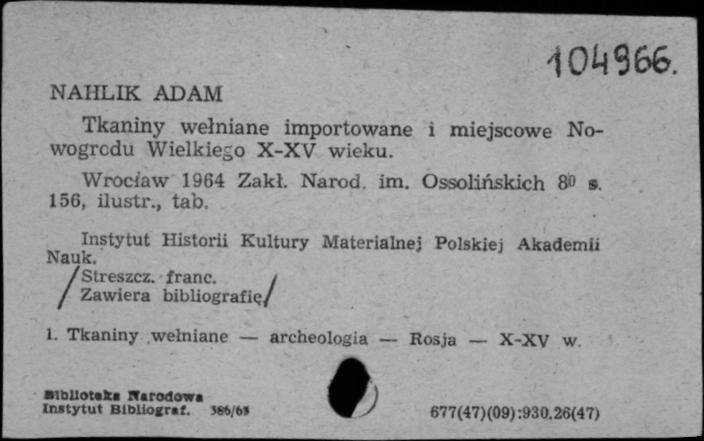 104966.
NAHLIK ADAM
Tkaniny wełniane importowane i miejscowe No-
wogrodu Wielkiego X-XV wieku.
Wrocław 1964 Zakł. Narod. im. Ossolińskich 8⁰ s.
156, ilustr., tab.
Instytut Historii Kultury Materialnej Polskiej Akademii
Nauk.
/Streszcz. franc.
/ Zawiera bibliografię/
1. Tkaniny wełniane — archeologia — Rosja — X-XV w.
Biblioteka Narodowa
Instytut Bibliograf. 386/65
677(47)(09):930.26(47)